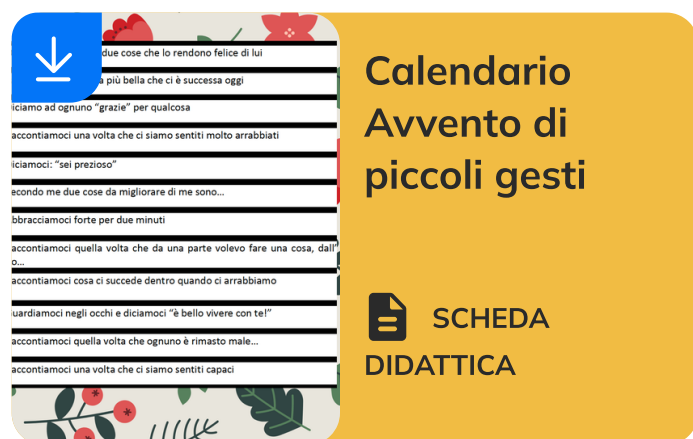 due cose che lo rendono felice di lui
più bella che ci è successa oggi
iciamo ad ognuno “grazie” per qualcosa
accontiamoci una volta che ci siamo sentiti molto arrabbiati
iciamoci: “sei prezioso”
econdo me due cose da migliorare di me sono...
bbracciamoci forte per due minuti
accontiamoci quella volta che da una parte volevo fare una cosa, dall’
o...
accontiamoci cosa ci succede dentro quando ci arrabbiamo
uardiamoci negli occhi e diciamoci “è bello vivere con te!”
accontiamoci quella volta che ognuno è rimasto male...
accontiamoci una volta che ci siamo sentiti capaci
Calendario
Avvento di
piccoli gesti
SCHEDA
DIDATTICA